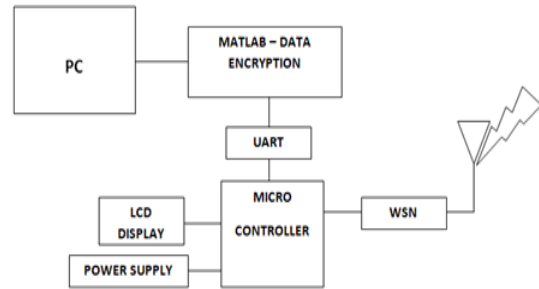 PC
MATLAB – DATA
ENCRYPTION
UART
MICRO
CONTROLLER
LCD
DISPLAY
WSN
POWER SUPPLY